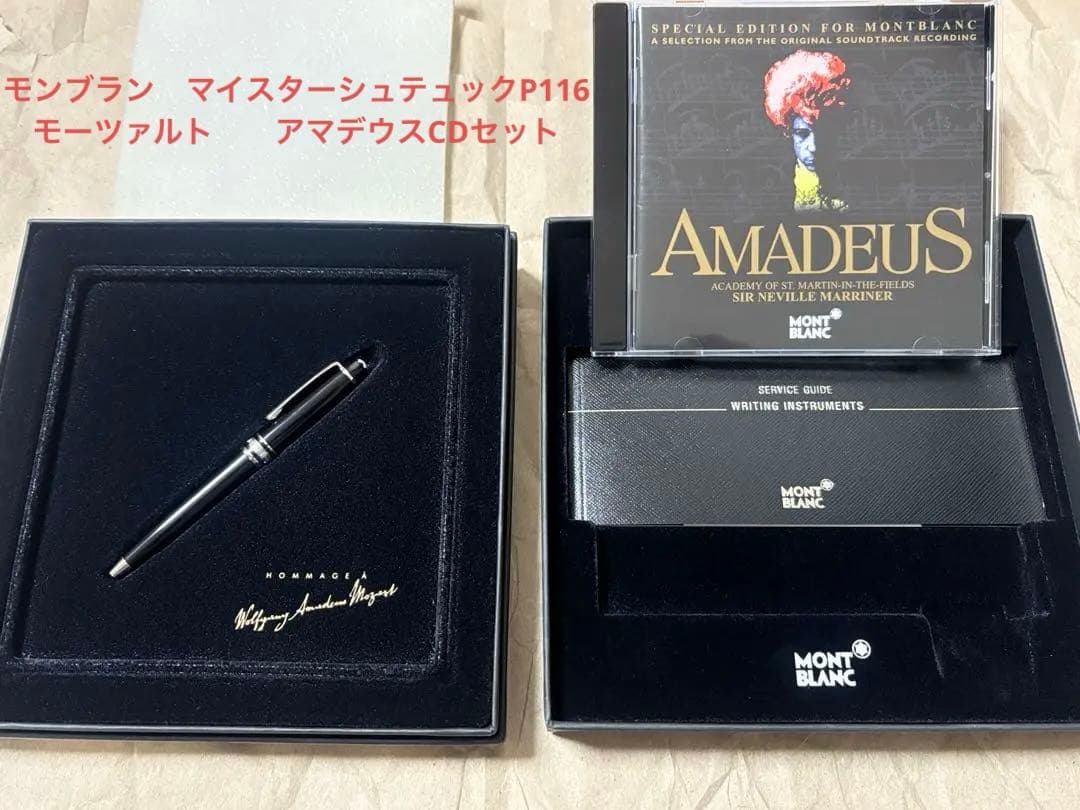 モンブラン　マイスターシュテュックP116
モーツァルト　　アマデウスCDセット
SPECIAL EDITION FOR MONTBLANC
A SELECTION FROM THE ORIGINAL SOUNDTRACK RECORDING
AMADEUS
ACADEMY OF ST. MARTIN-IN-THE-FIELDS
SIR NEVILLE MARRINER
MONT
BLANC
SERVICE GUIDE
WRITING INSTRUMENTS
MONT
BLANC
HOMMAGE À
Wolfgang Amadeus Mozart
MONT
BLANC